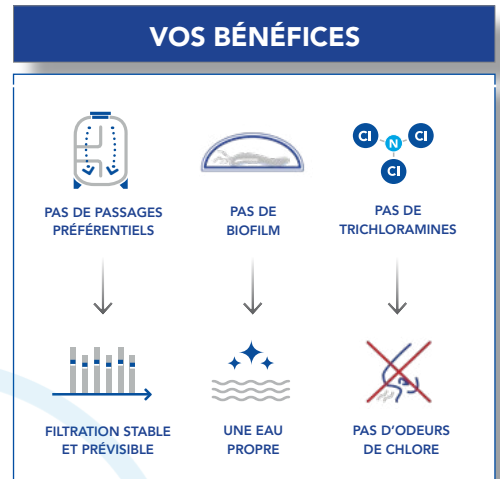 VOS BÉNÉFICES
Cl N Cl
Cl
PAS DE PASSAGES
PRÉFÉRENTIELS
PAS DE
BIOFILM
PAS DE
TRICHLORAMINES
FILTRATION STABLE
ET PRÉVISIBLE
UNE EAU
PROPRE
PAS D'ODEURS
DE CHLORE